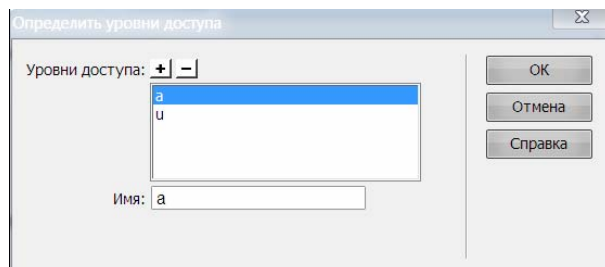 Определить уровни доступа
Уровни доступа: + −
a
u
Имя: a
OK
Отмена
Справка